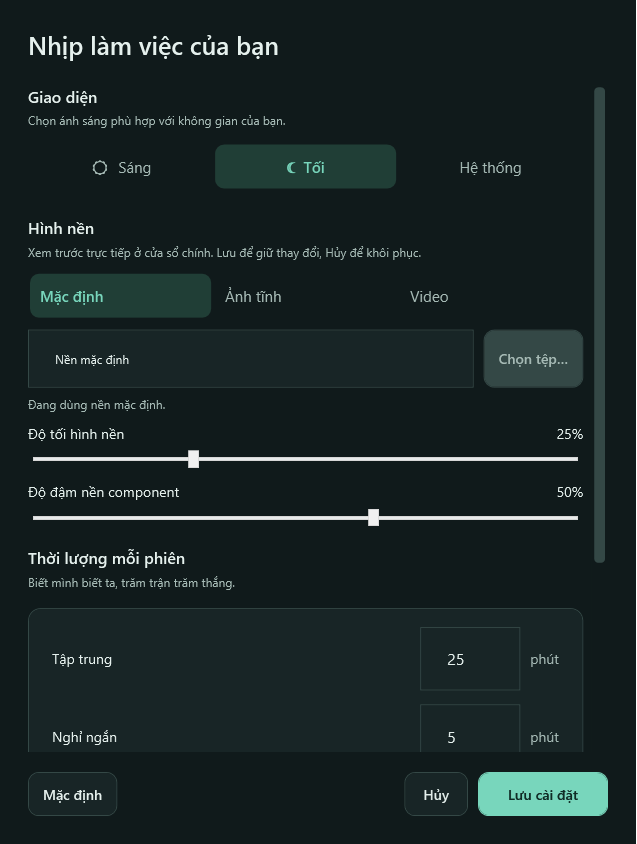 Nhịp làm việc của bạn
Giao diện
Chọn ánh sáng phù hợp với không gian của bạn.
Sáng
Tối
Hệ thống
Hình nền
Xem trước trực tiếp ở cửa sổ chính. Lưu để giữ thay đổi, Hủy để khôi phục.
Mặc định
Ảnh tĩnh
Video
Nền mặc định
Chọn tệp...
Đang dùng nền mặc định.
Độ tối hình nền
25%
Độ đậm nền component
50%
Thời lượng mỗi phiên
Biết mình biết ta, trăm trận trăm thắng.
Tập trung
25
phút
Nghỉ ngắn
5
phút
Mặc định
Hủy
Lưu cài đặt